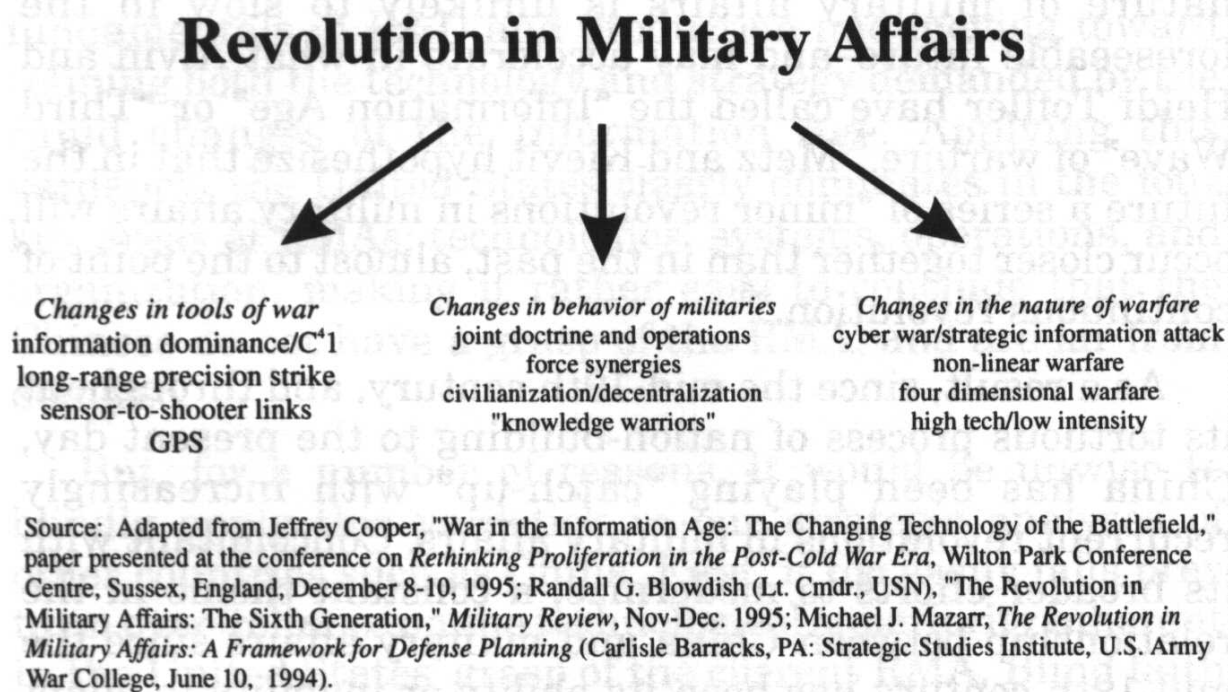 Revolution in Military Affairs
Changes in tools of war
information dominance/C⁴1
long-range precision strike
sensor-to-shooter links
GPS
Changes in behavior of militaries
joint doctrine and operations
force synergies
civilianization/decentralization
"knowledge warriors"
Changes in the nature of warfare
cyber war/strategic information attack
non-linear warfare
four dimensional warfare
high tech/low intensity
Source: Adapted from Jeffrey Cooper, "War in the Information Age: The Changing Technology of the Battlefield,"
paper presented at the conference on Rethinking Proliferation in the Post-Cold War Era, Wilton Park Conference
Centre, Sussex, England, December 8-10, 1995; Randall G. Blowdish (Lt. Cmdr., USN), "The Revolution in
Military Affairs: The Sixth Generation," Military Review, Nov-Dec. 1995; Michael J. Mazarr, The Revolution in
Military Affairs: A Framework for Defense Planning (Carlisle Barracks, PA: Strategic Studies Institute, U.S. Army
War College, June 10, 1994).